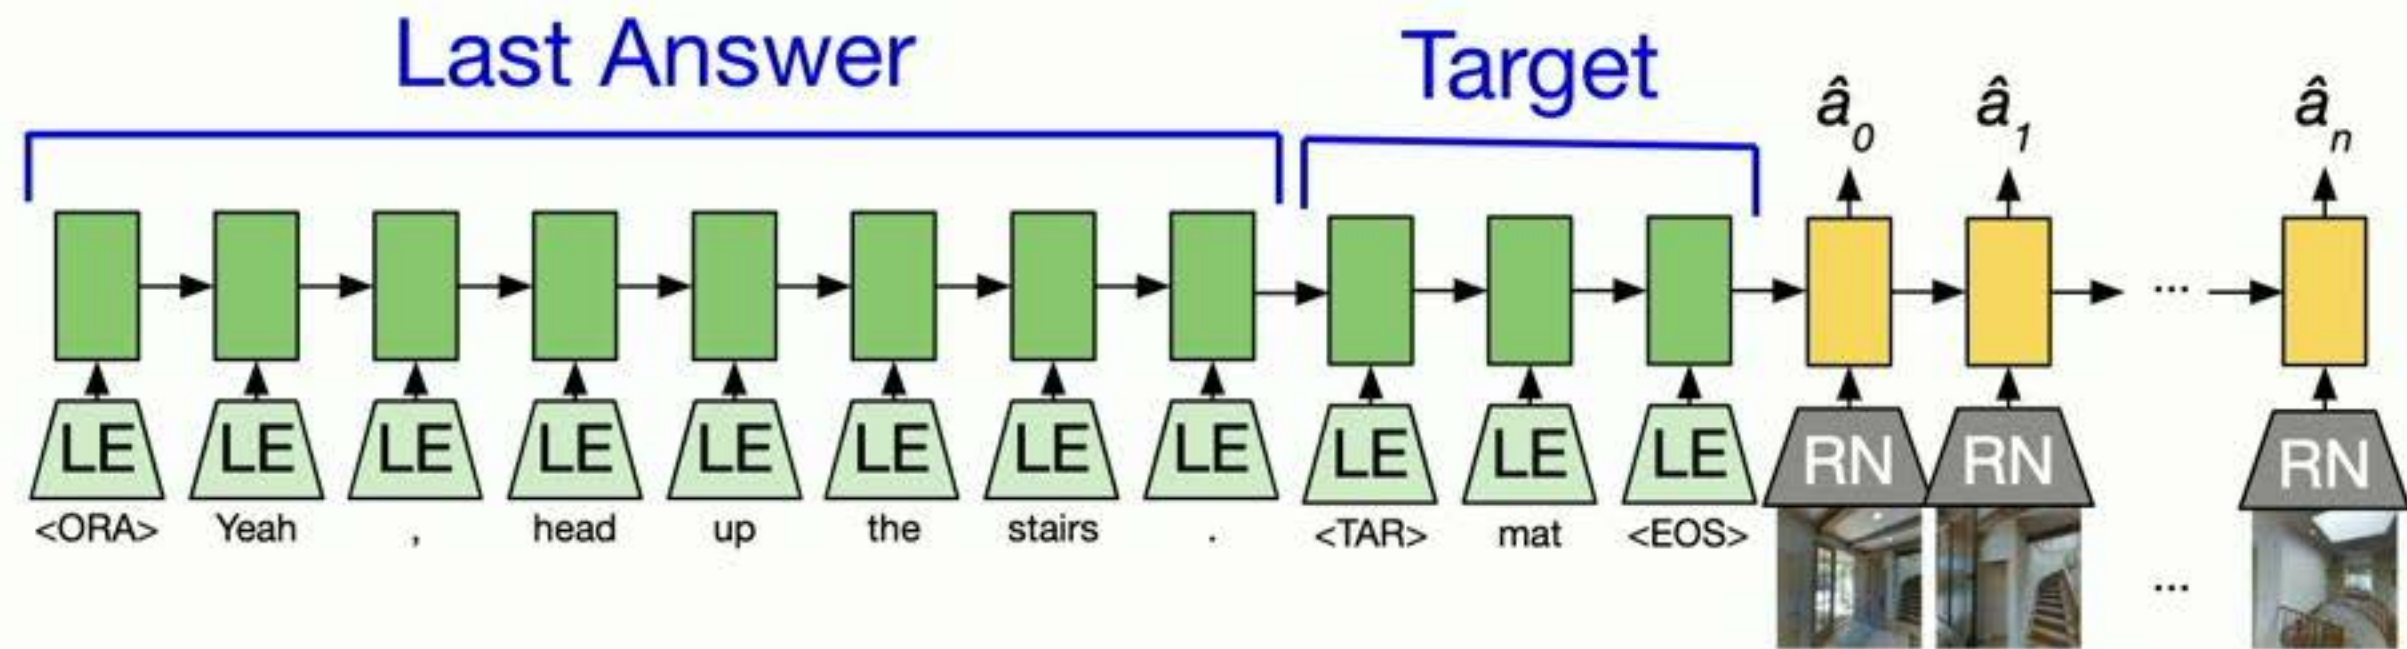 Last Answer Target
â0 â1 ân
...
LE LE LE LE LE LE LE LE LE LE LE RN RN RN
<ORA> Yeah , head up the stairs . <TAR> mat <EOS>
...